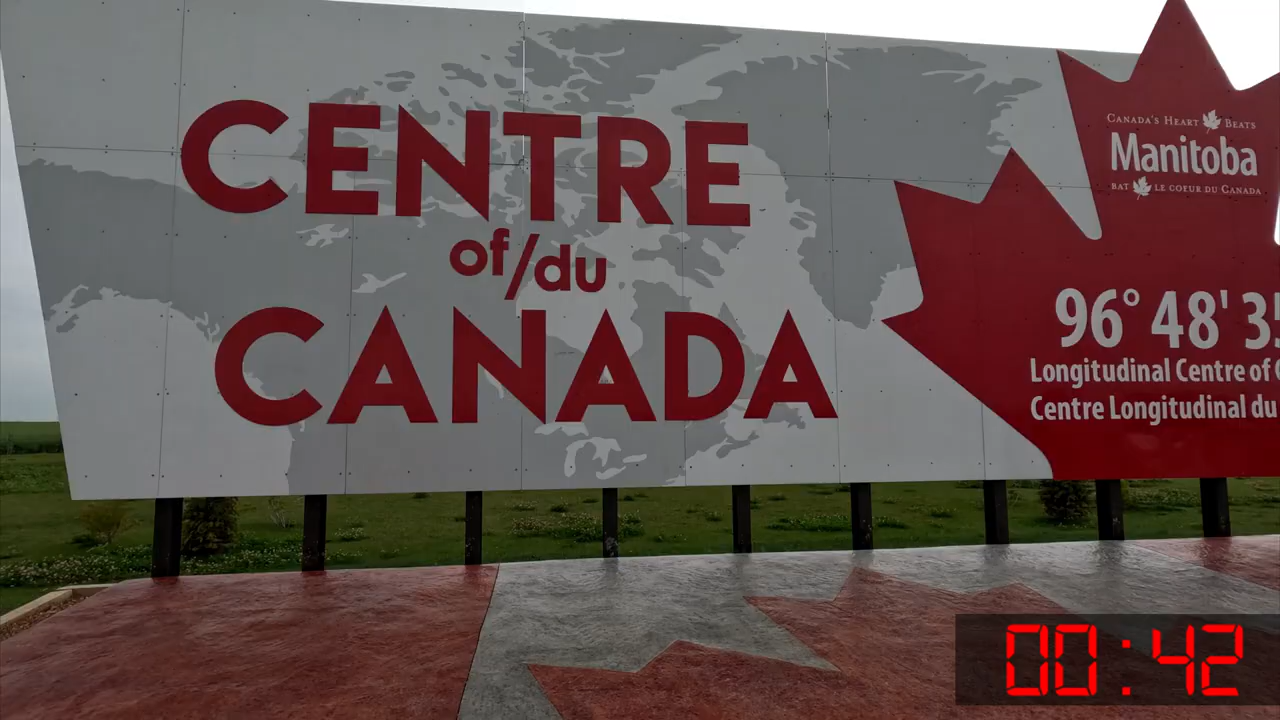 CENTRE
of/du
CANADA
CANADA'S HEART BEATS
Manitoba
BAT LE COEUR DU CANADA
96° 48'
Longitudinal Centre of
Centre Longitudinal du
00:42